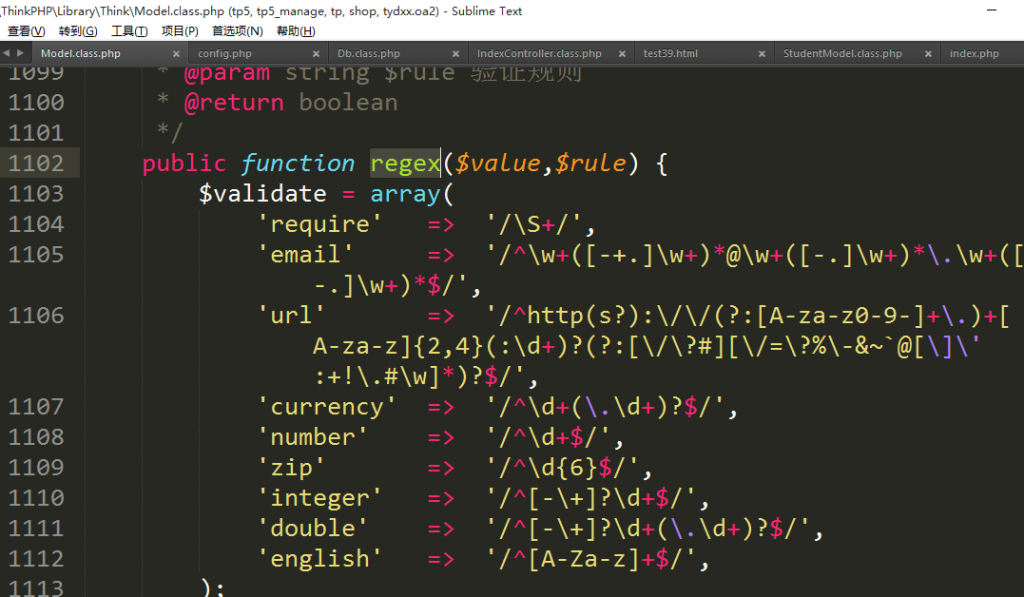 ThinkPHP\Library\Think\Model.class.php (tp5, tp5_manage, tp, shop, tydxx.oa2) - Sublime Text
查看(V) 转到(G) 工具(T) 项目(P) 首选项(N) 帮助(H)
Model.class.php × config.php × Db.class.php × IndexController.class.php × test39.html × StudentModel.class.php × index.php
1099 * @param string $rule 验证规则
1100 * @return boolean
1101 */
1102 public function regex($value,$rule) {
1103 $validate = array(
1104 'require' => '/\S+/',
1105 'email' => '/^\w+([-+.]\w+)*@\w+([-.]\w+)*\.\w+([
-.]\w+)*$/',
1106 'url' => '/^http(s?):\/\/(?:[A-za-z0-9-]+\.)+[
A-za-z]{2,4}(:\d+)?(?:[\/\?#][\/=\?%\-&~`@[\]\'
:+!\.#\w]*)?$/',
1107 'currency' => '/^\d+(\.\d+)?$/',
1108 'number' => '/^\d+$/',
1109 'zip' => '/^\d{6}$/',
1110 'integer' => '/^[-\+]?\d+$/',
1111 'double' => '/^[-\+]?\d+(\.\d+)?$/',
1112 'english' => '/^[A-Za-z]+$/',
1113 );